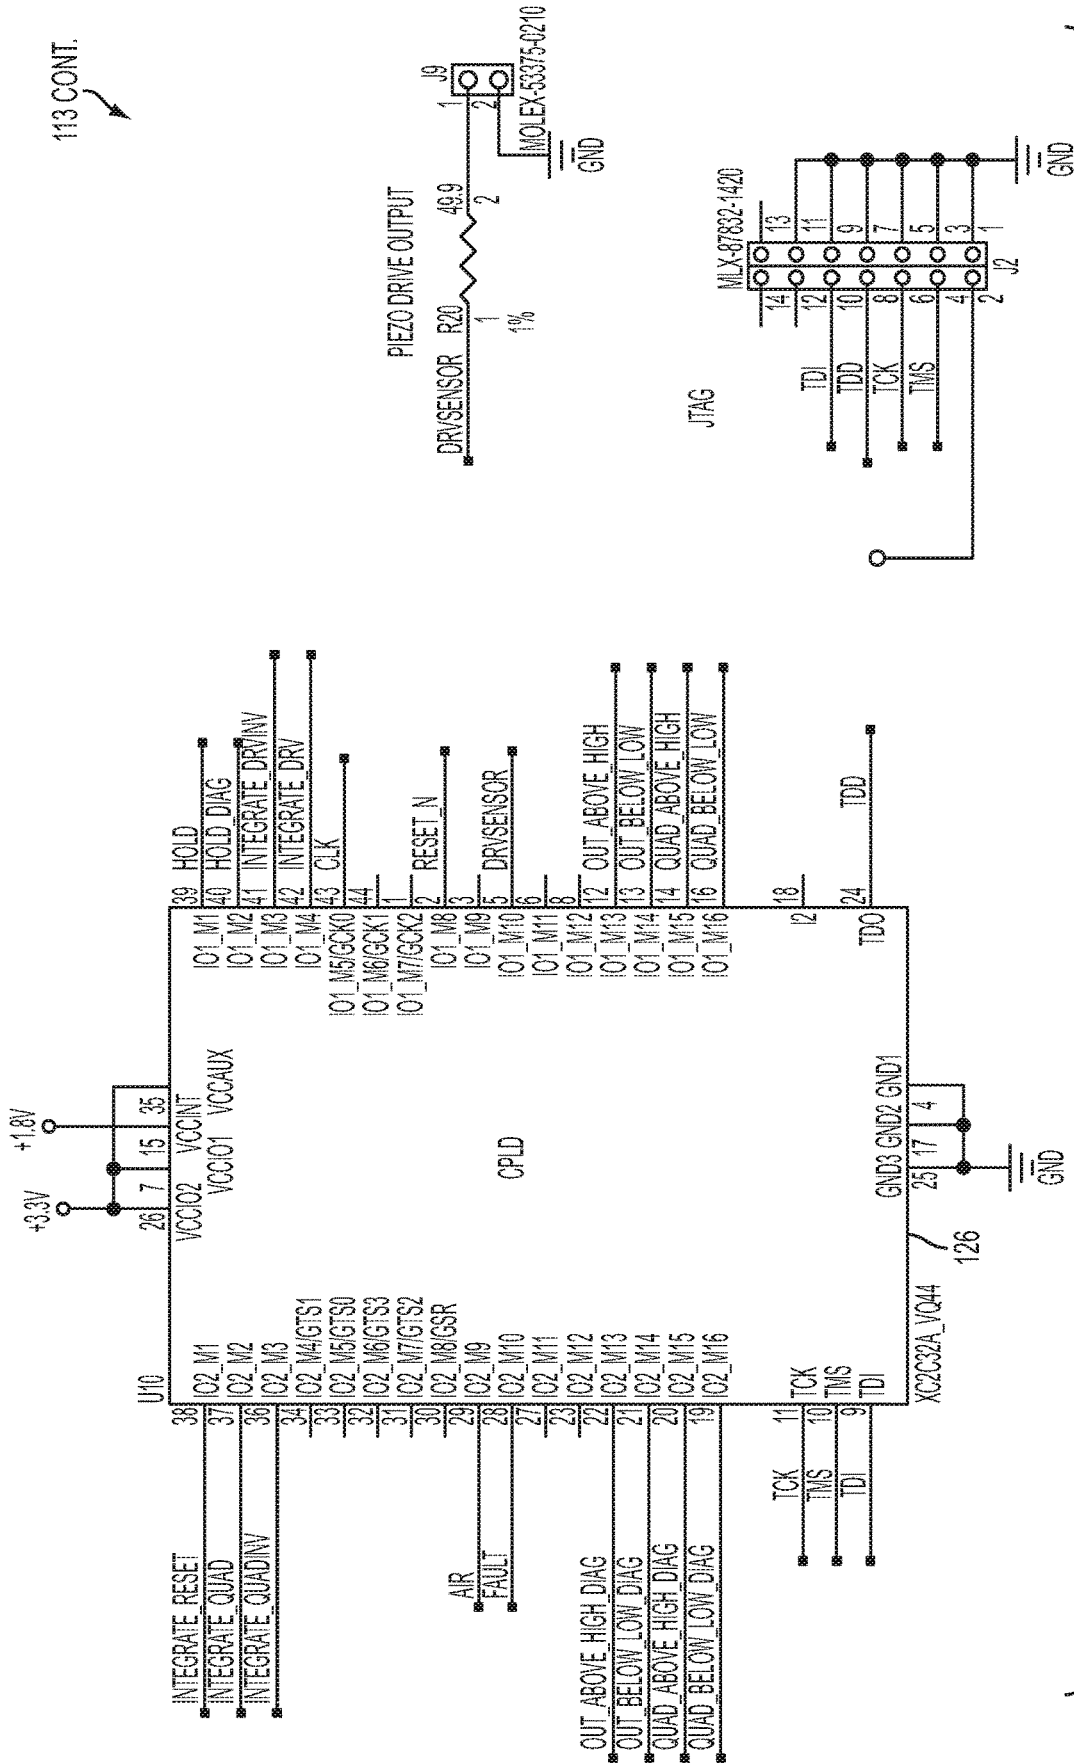 113 CONT.
+3.3V
+1.8V
U10
26
7
15
35
VCCIO2
VCCIO1
VCCINT
VCCAUX
CPLD
INTEGRATE_RESET
38
IO2_M1
INTEGRATE_QUAD
37
IO2_M2
INTEGRATE_QUADINV
36
IO2_M3
34
IO2_M4/GTS1
33
IO2_M5/GTS0
32
IO2_M6/GTS3
31
IO2_M7/GTS2
30
IO2_M8/GSR
AIR
29
IO2_M9
FAULT
28
IO2_M10
27
IO2_M11
23
IO2_M12
OUT_ABOVE_HIGH_DIAG
22
IO2_M13
OUT_BELOW_LOW_DIAG
21
IO2_M14
QUAD_ABOVE_HIGH_DIAG
20
IO2_M15
QUAD_BELOW_LOW_DIAG
19
IO2_M16
TCK
11
TCK
TMS
10
TMS
TDI
9
TDI
XC2C32A_VQ44
126
IO1_M1
39
HOLD
IO1_M2
40
HOLD_DIAG
IO1_M3
41
INTEGRATE_DRVINV
IO1_M4
42
INTEGRATE_DRV
IO1_M5/GCK0
43
CLK
IO1_M6/GCK1
44
IO1_M7/GCK2
1
IO1_M8
2
RESET_N
IO1_M9
3
IO1_M10
5
DRVSENSOR
IO1_M11
6
IO1_M12
8
IO1_M13
12
OUT_ABOVE_HIGH
IO1_M14
13
OUT_BELOW_LOW
IO1_M15
14
QUAD_ABOVE_HIGH
IO1_M16
16
QUAD_BELOW_LOW
I2
18
TDO
24
TDD
GND3
GND2
GND1
25
17
4
GND
PIEZO DRIVE OUTPUT
DRVSENSOR
R20
49.9
1
2
1%
J9
1
2
MOLEX-53375-0210
GND
JTAG
MLX-87832-1420
14
13
12
11
TDI
10
9
TDD
8
7
TCK
6
5
TMS
4
3
2
1
J2
GND